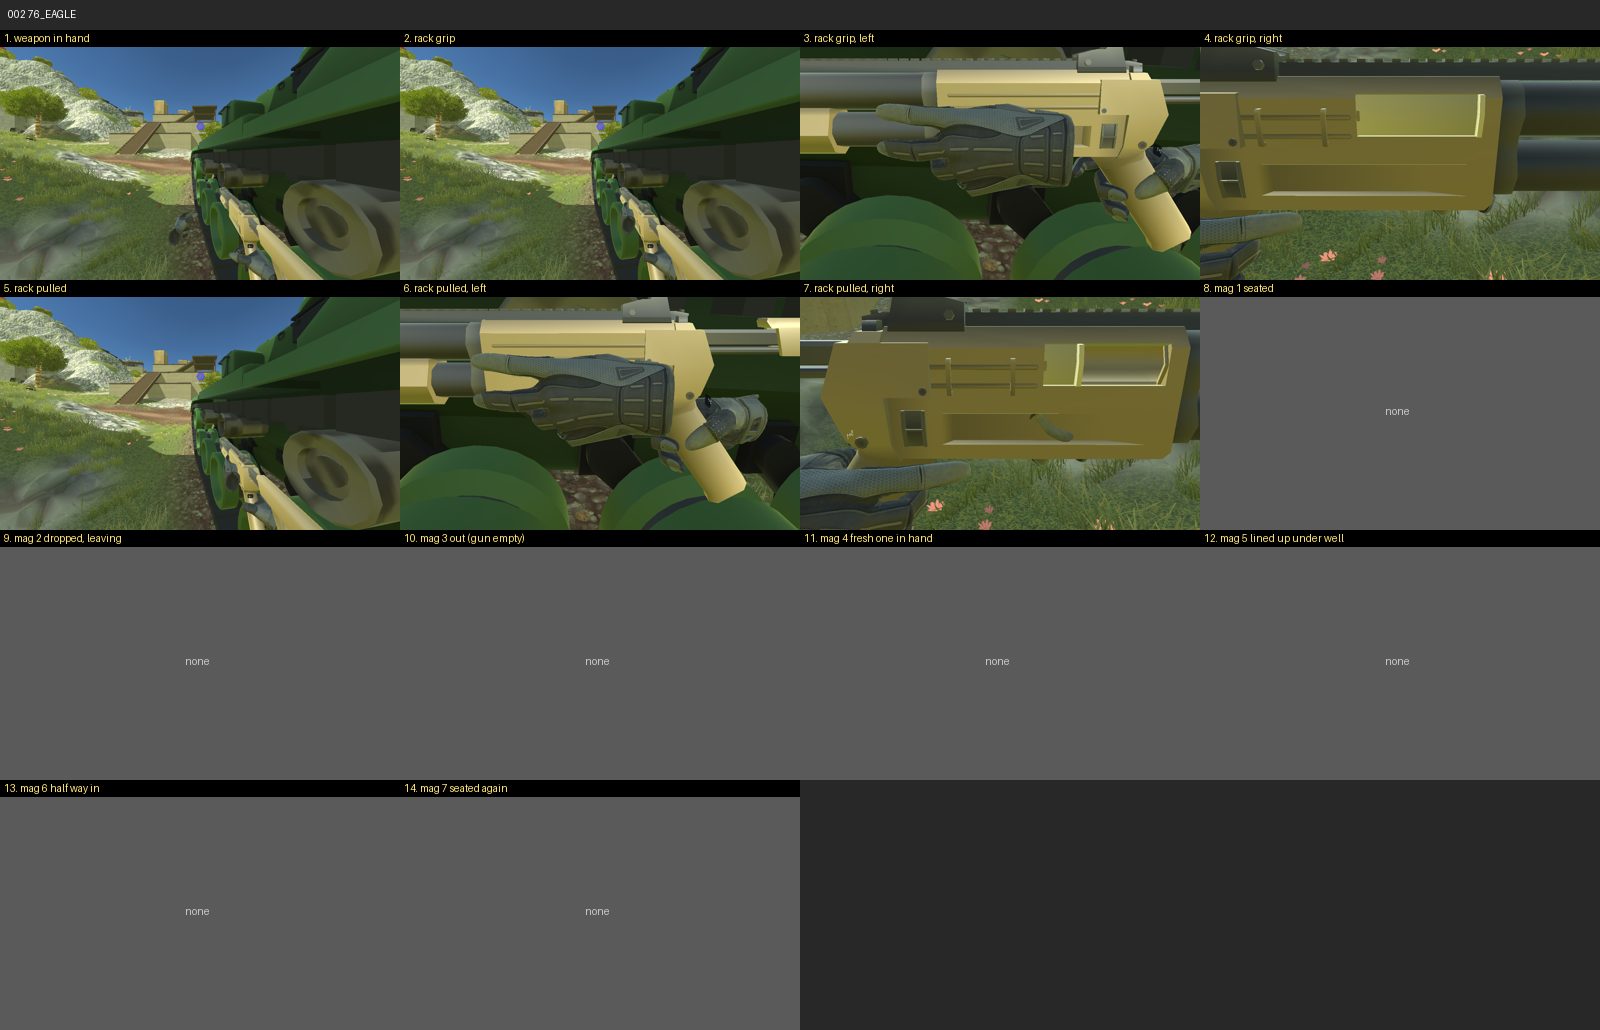 002 76_EAGLE
1. weapon in hand
2. rack grip
3. rack grip, left
4. rack grip, right
5. rack pulled
6. rack pulled, left
7. rack pulled, right
8. mag 1 seated
none
9. mag 2 dropped, leaving
10. mag 3 out (gun empty)
11. mag 4 fresh one in hand
12. mag 5 lined up under well
none
none
none
none
13. mag 6 half way in
14. mag 7 seated again
none
none